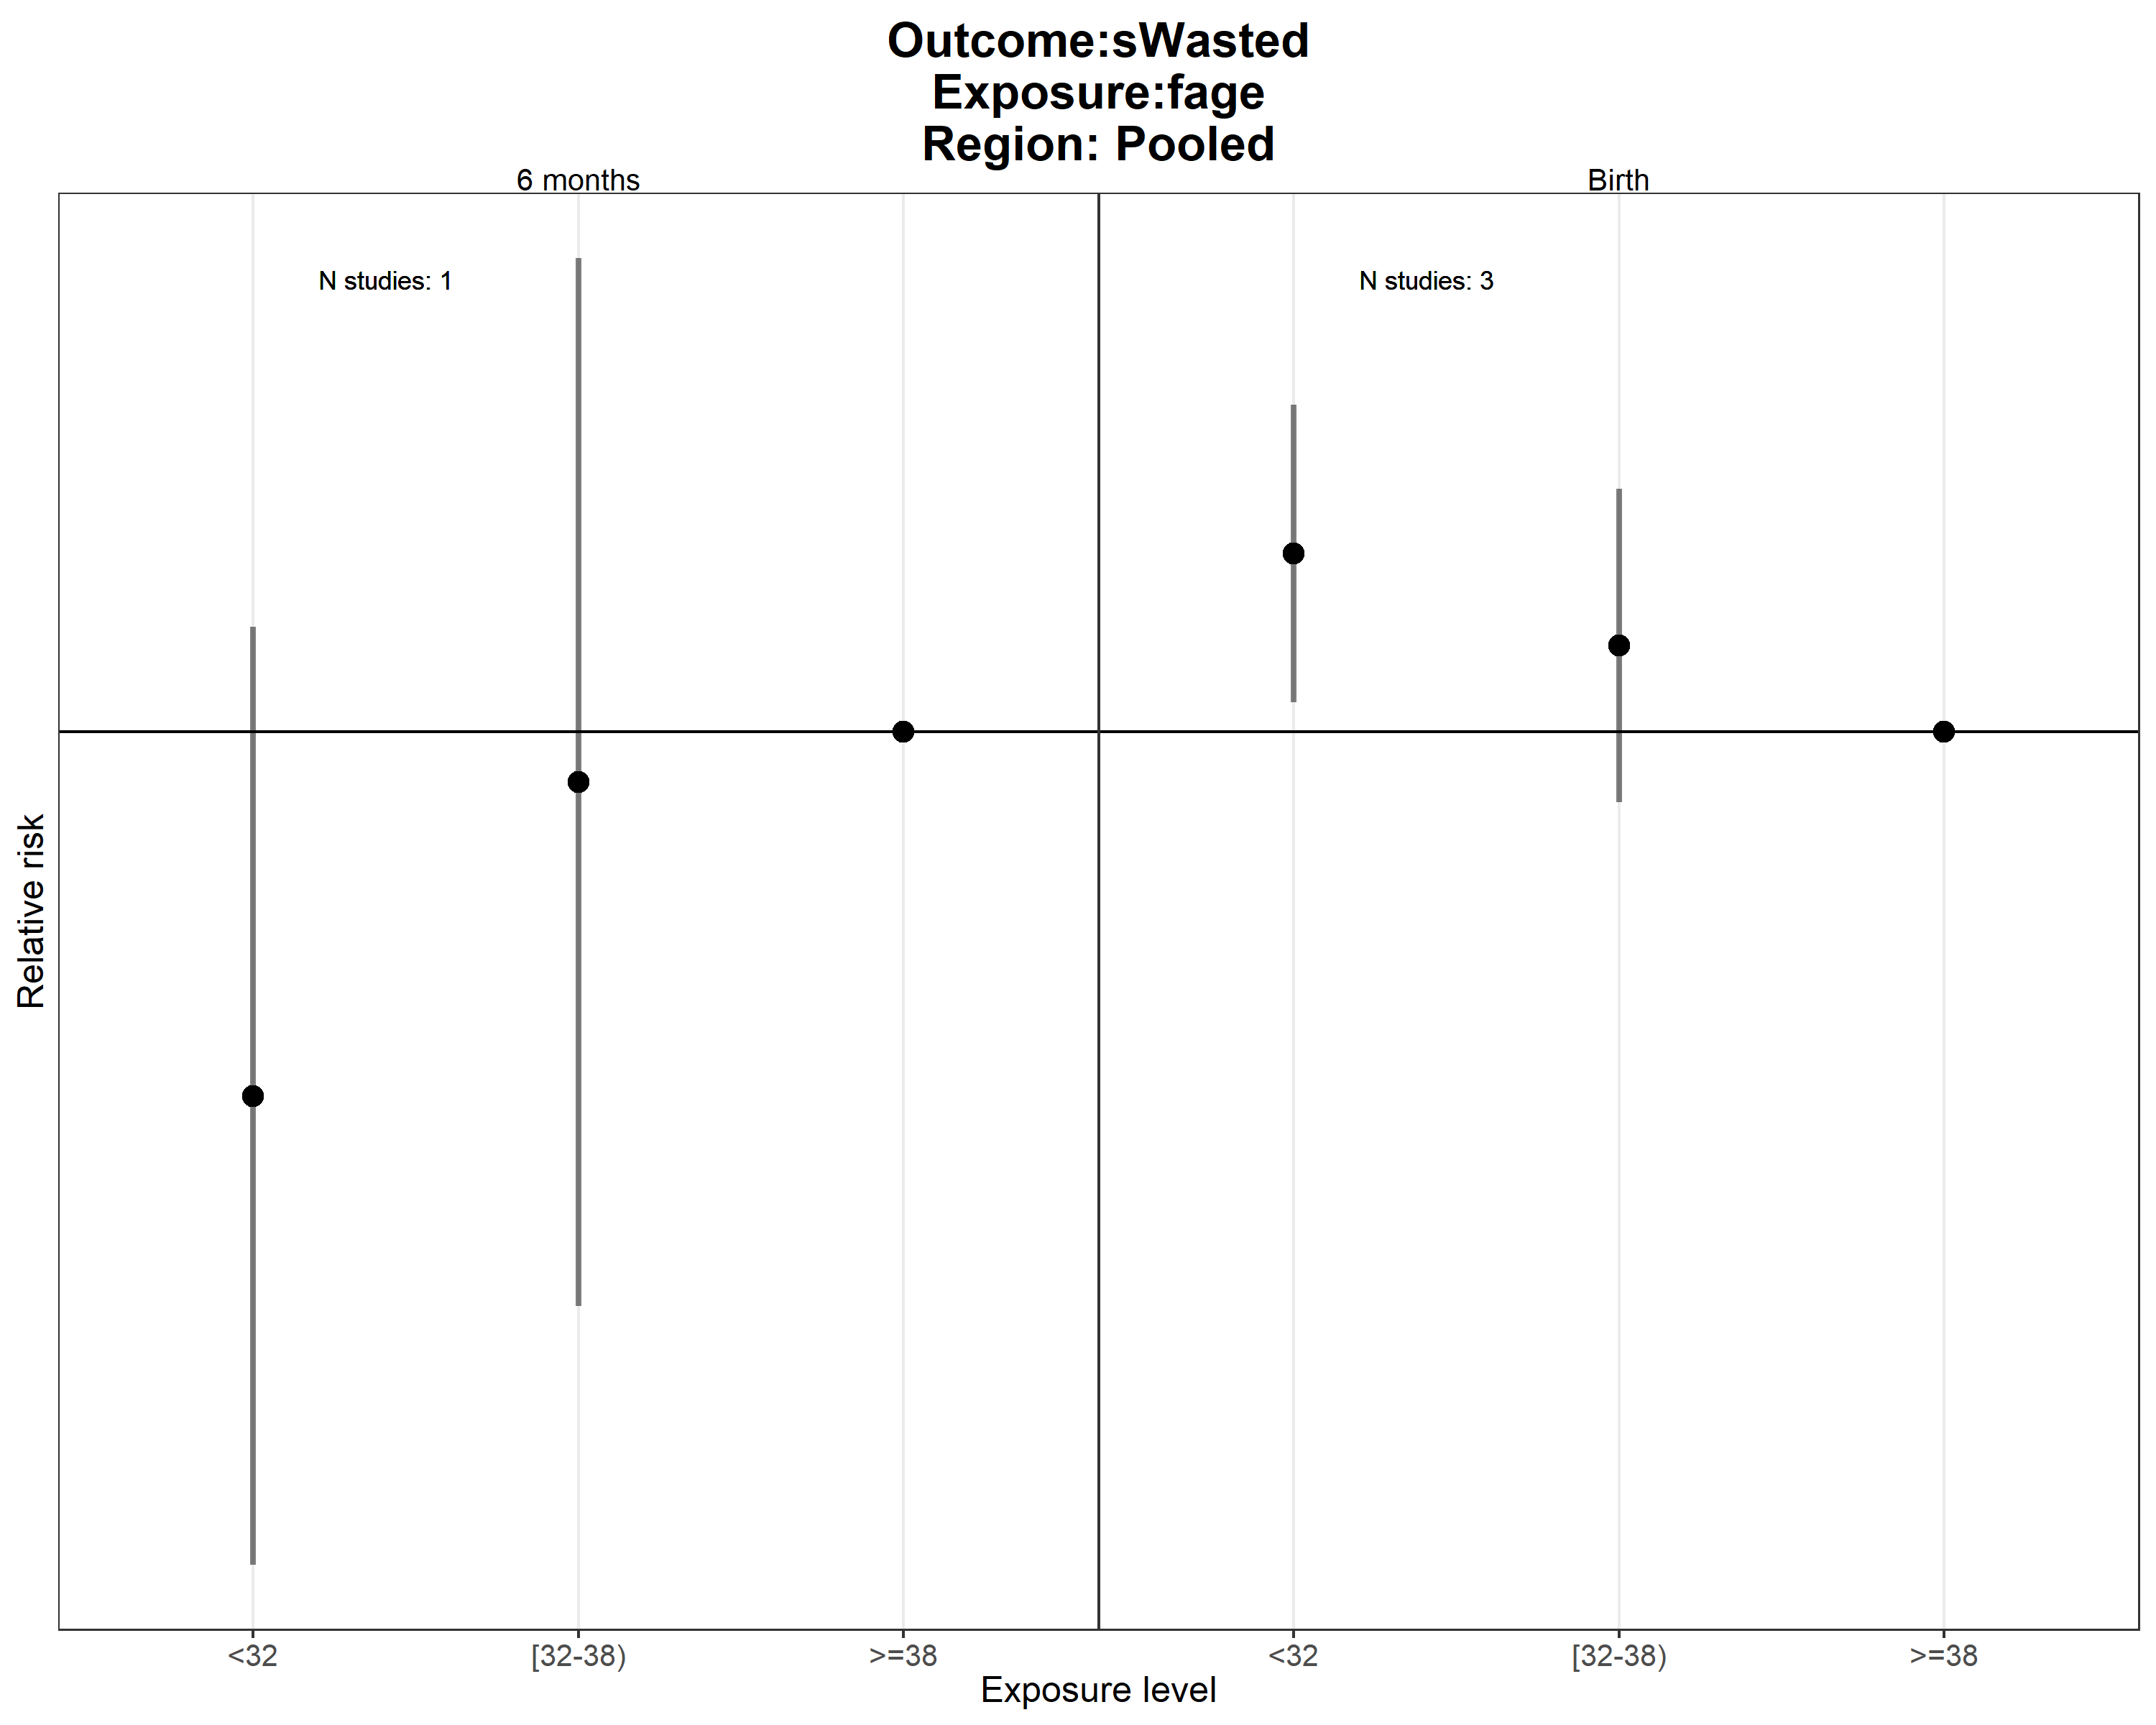 Outcome:sWasted
Exposure:fage
Region: Pooled
6 months
Birth
N studies: 1
N studies: 3
Relative risk
<32
[32-38)
>=38
<32
[32-38)
>=38
Exposure level